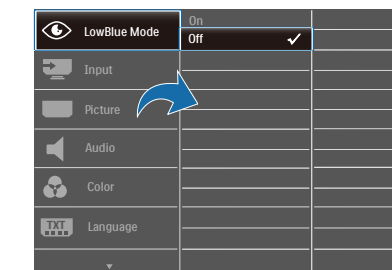 LowBlue Mode
On
Off
Input
Picture
Audio
Color
TXT
Language